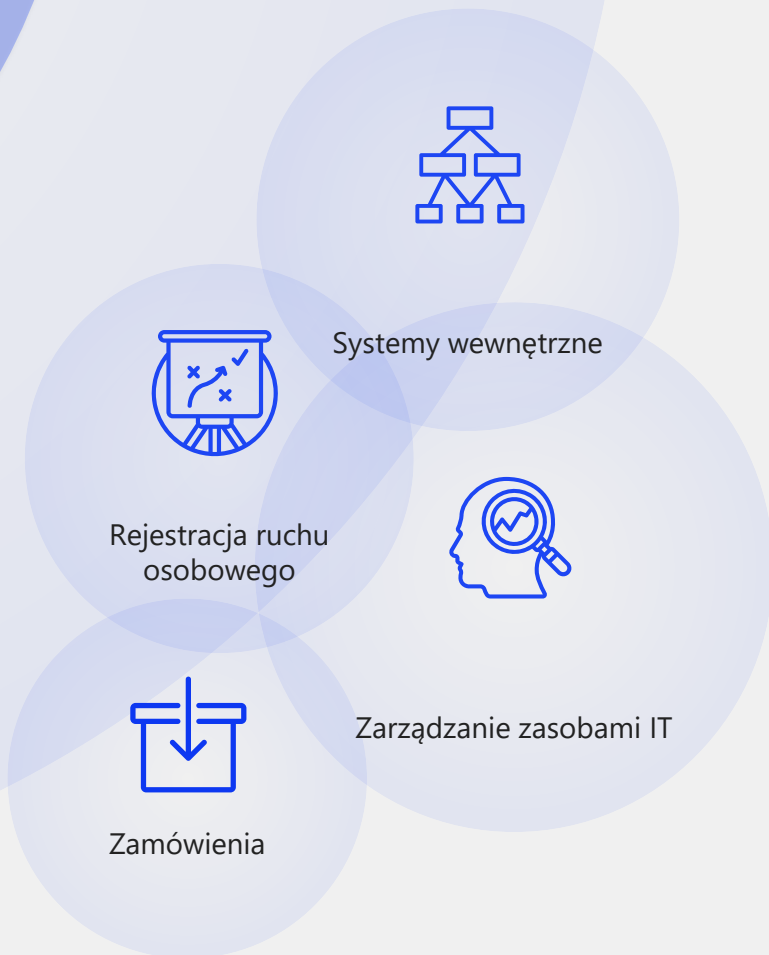 Systemy wewnętrzne
Rejestracja ruchu
osobowego
Zarządzanie zasobami IT
Zamówienia